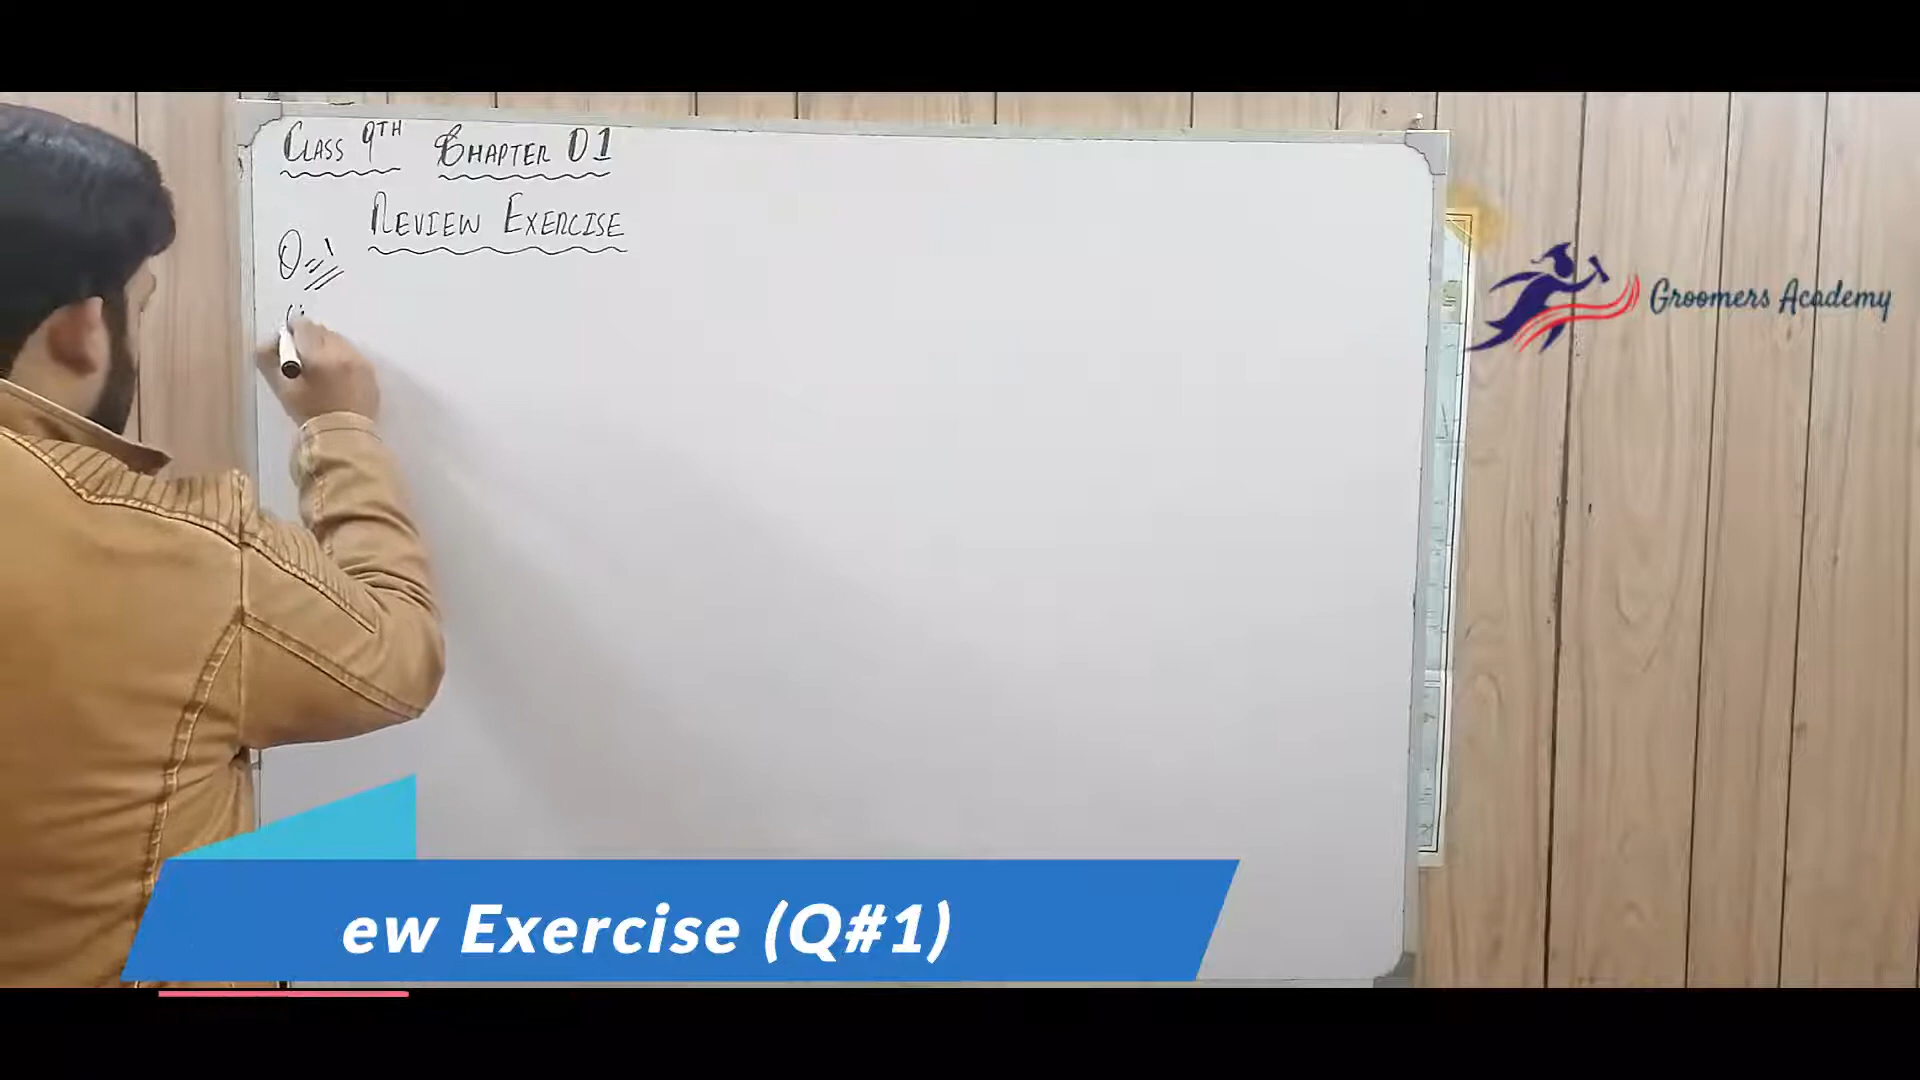 CLASS 9TH CHAPTER 01
REVIEW EXERCISE
Q=1
(i
Groomers Academy
ew Exercise (Q#1)